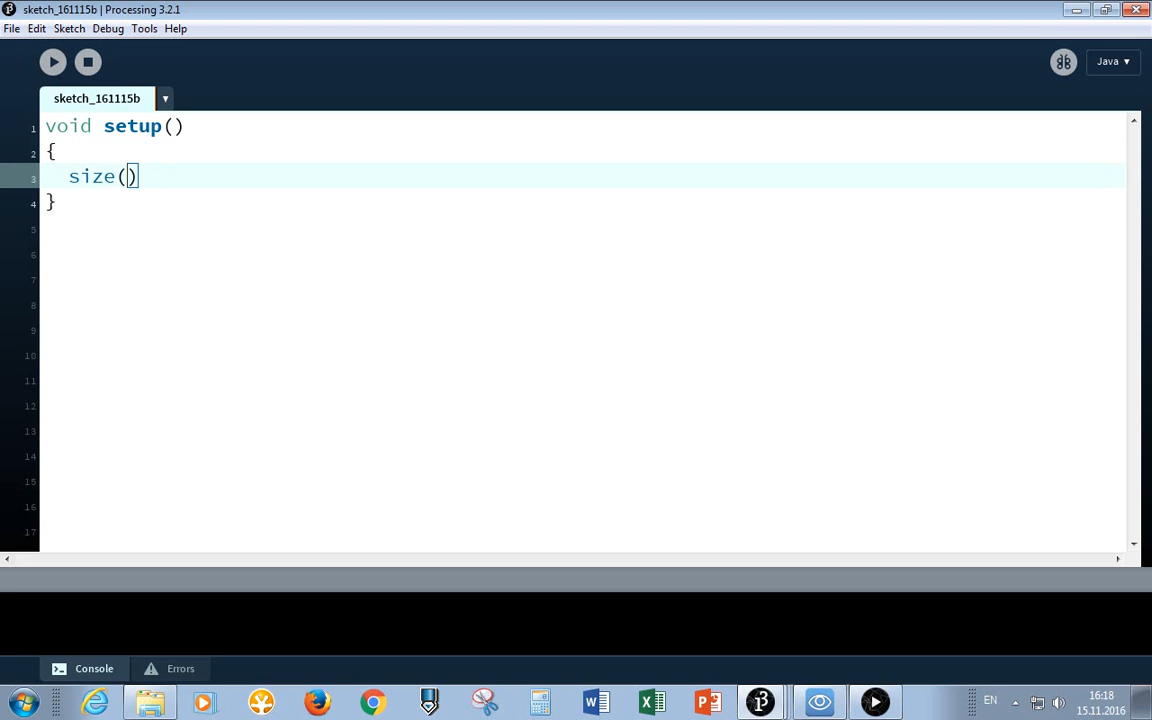 sketch_161115b | Processing 3.2.1
File Edit Sketch Debug Tools Help
Java ▾
sketch_161115b ▾
1 void setup()
2 {
3 size()
4 }
5
6
7
8
9
10
11
12
13
14
15
16
17
Console Errors
EN 16:18
15.11.2016